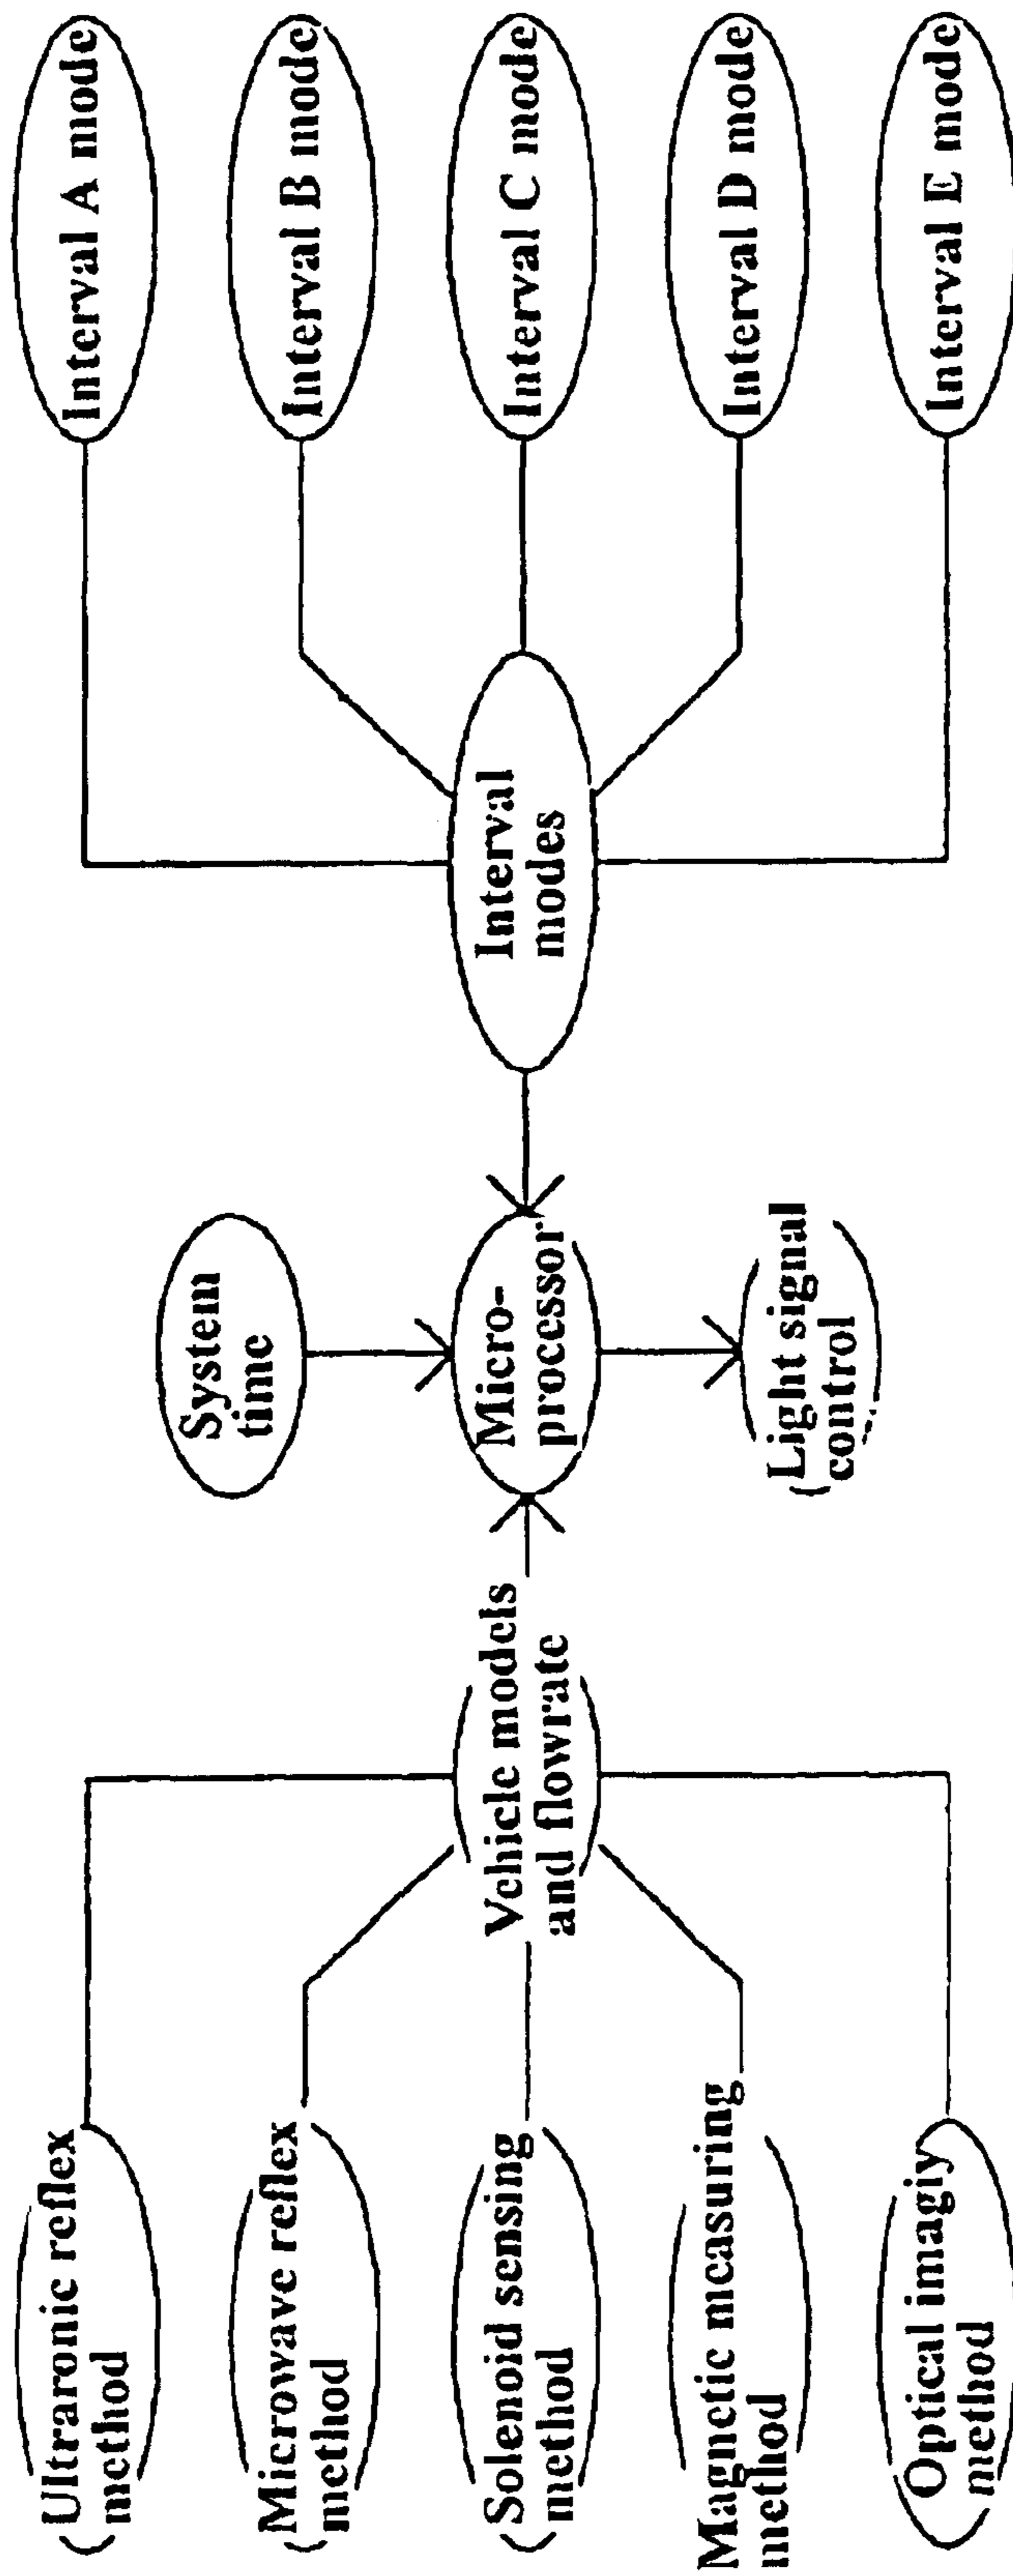 Ultraronic reflex
method
Microwave reflex
method
Solenoid sensing
method
Magnetic measuring
method
Optical imagiy
method
Vehicle models
and flowrate
System
time
Micro-
processor
Light signal
control
Interval
modes
Interval A mode
Interval B mode
Interval C mode
Interval D mode
Interval E mode